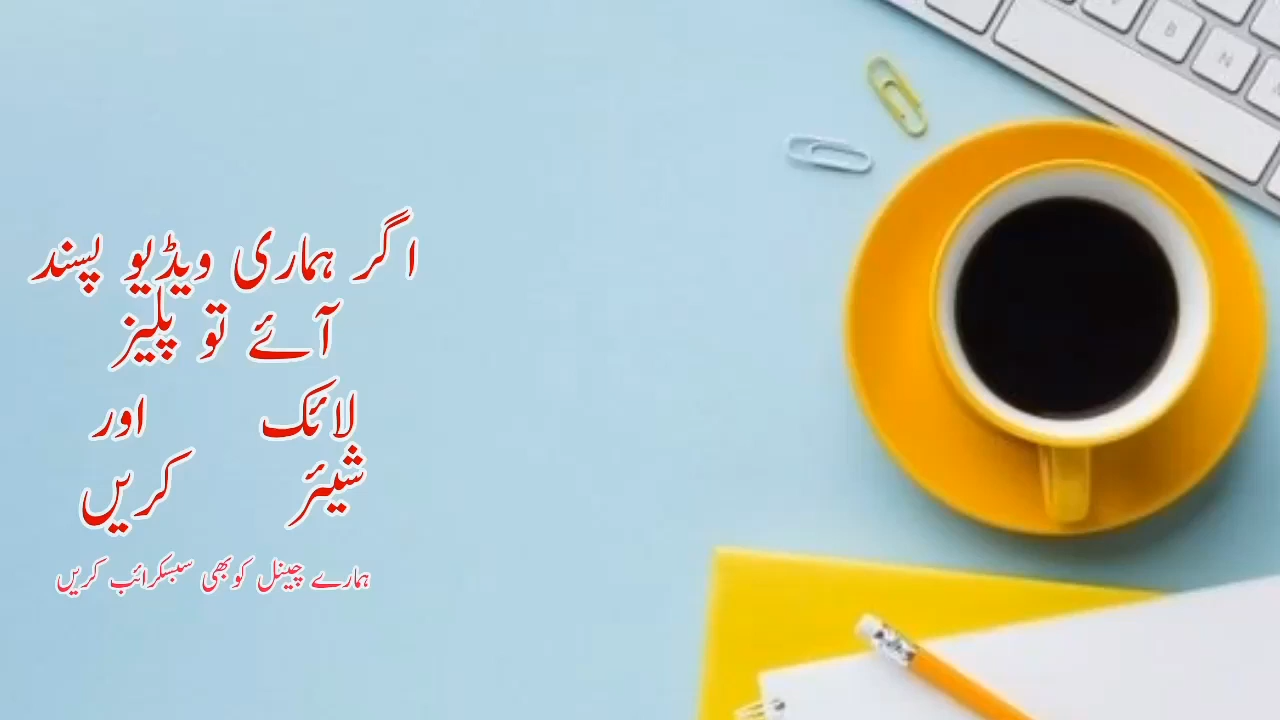 اگر ہماری ویڈیو پسند
آئے تو پلیز
لائک اور
شیئر کریں
ہمارے چینل کو بھی سبسکرائب کریں